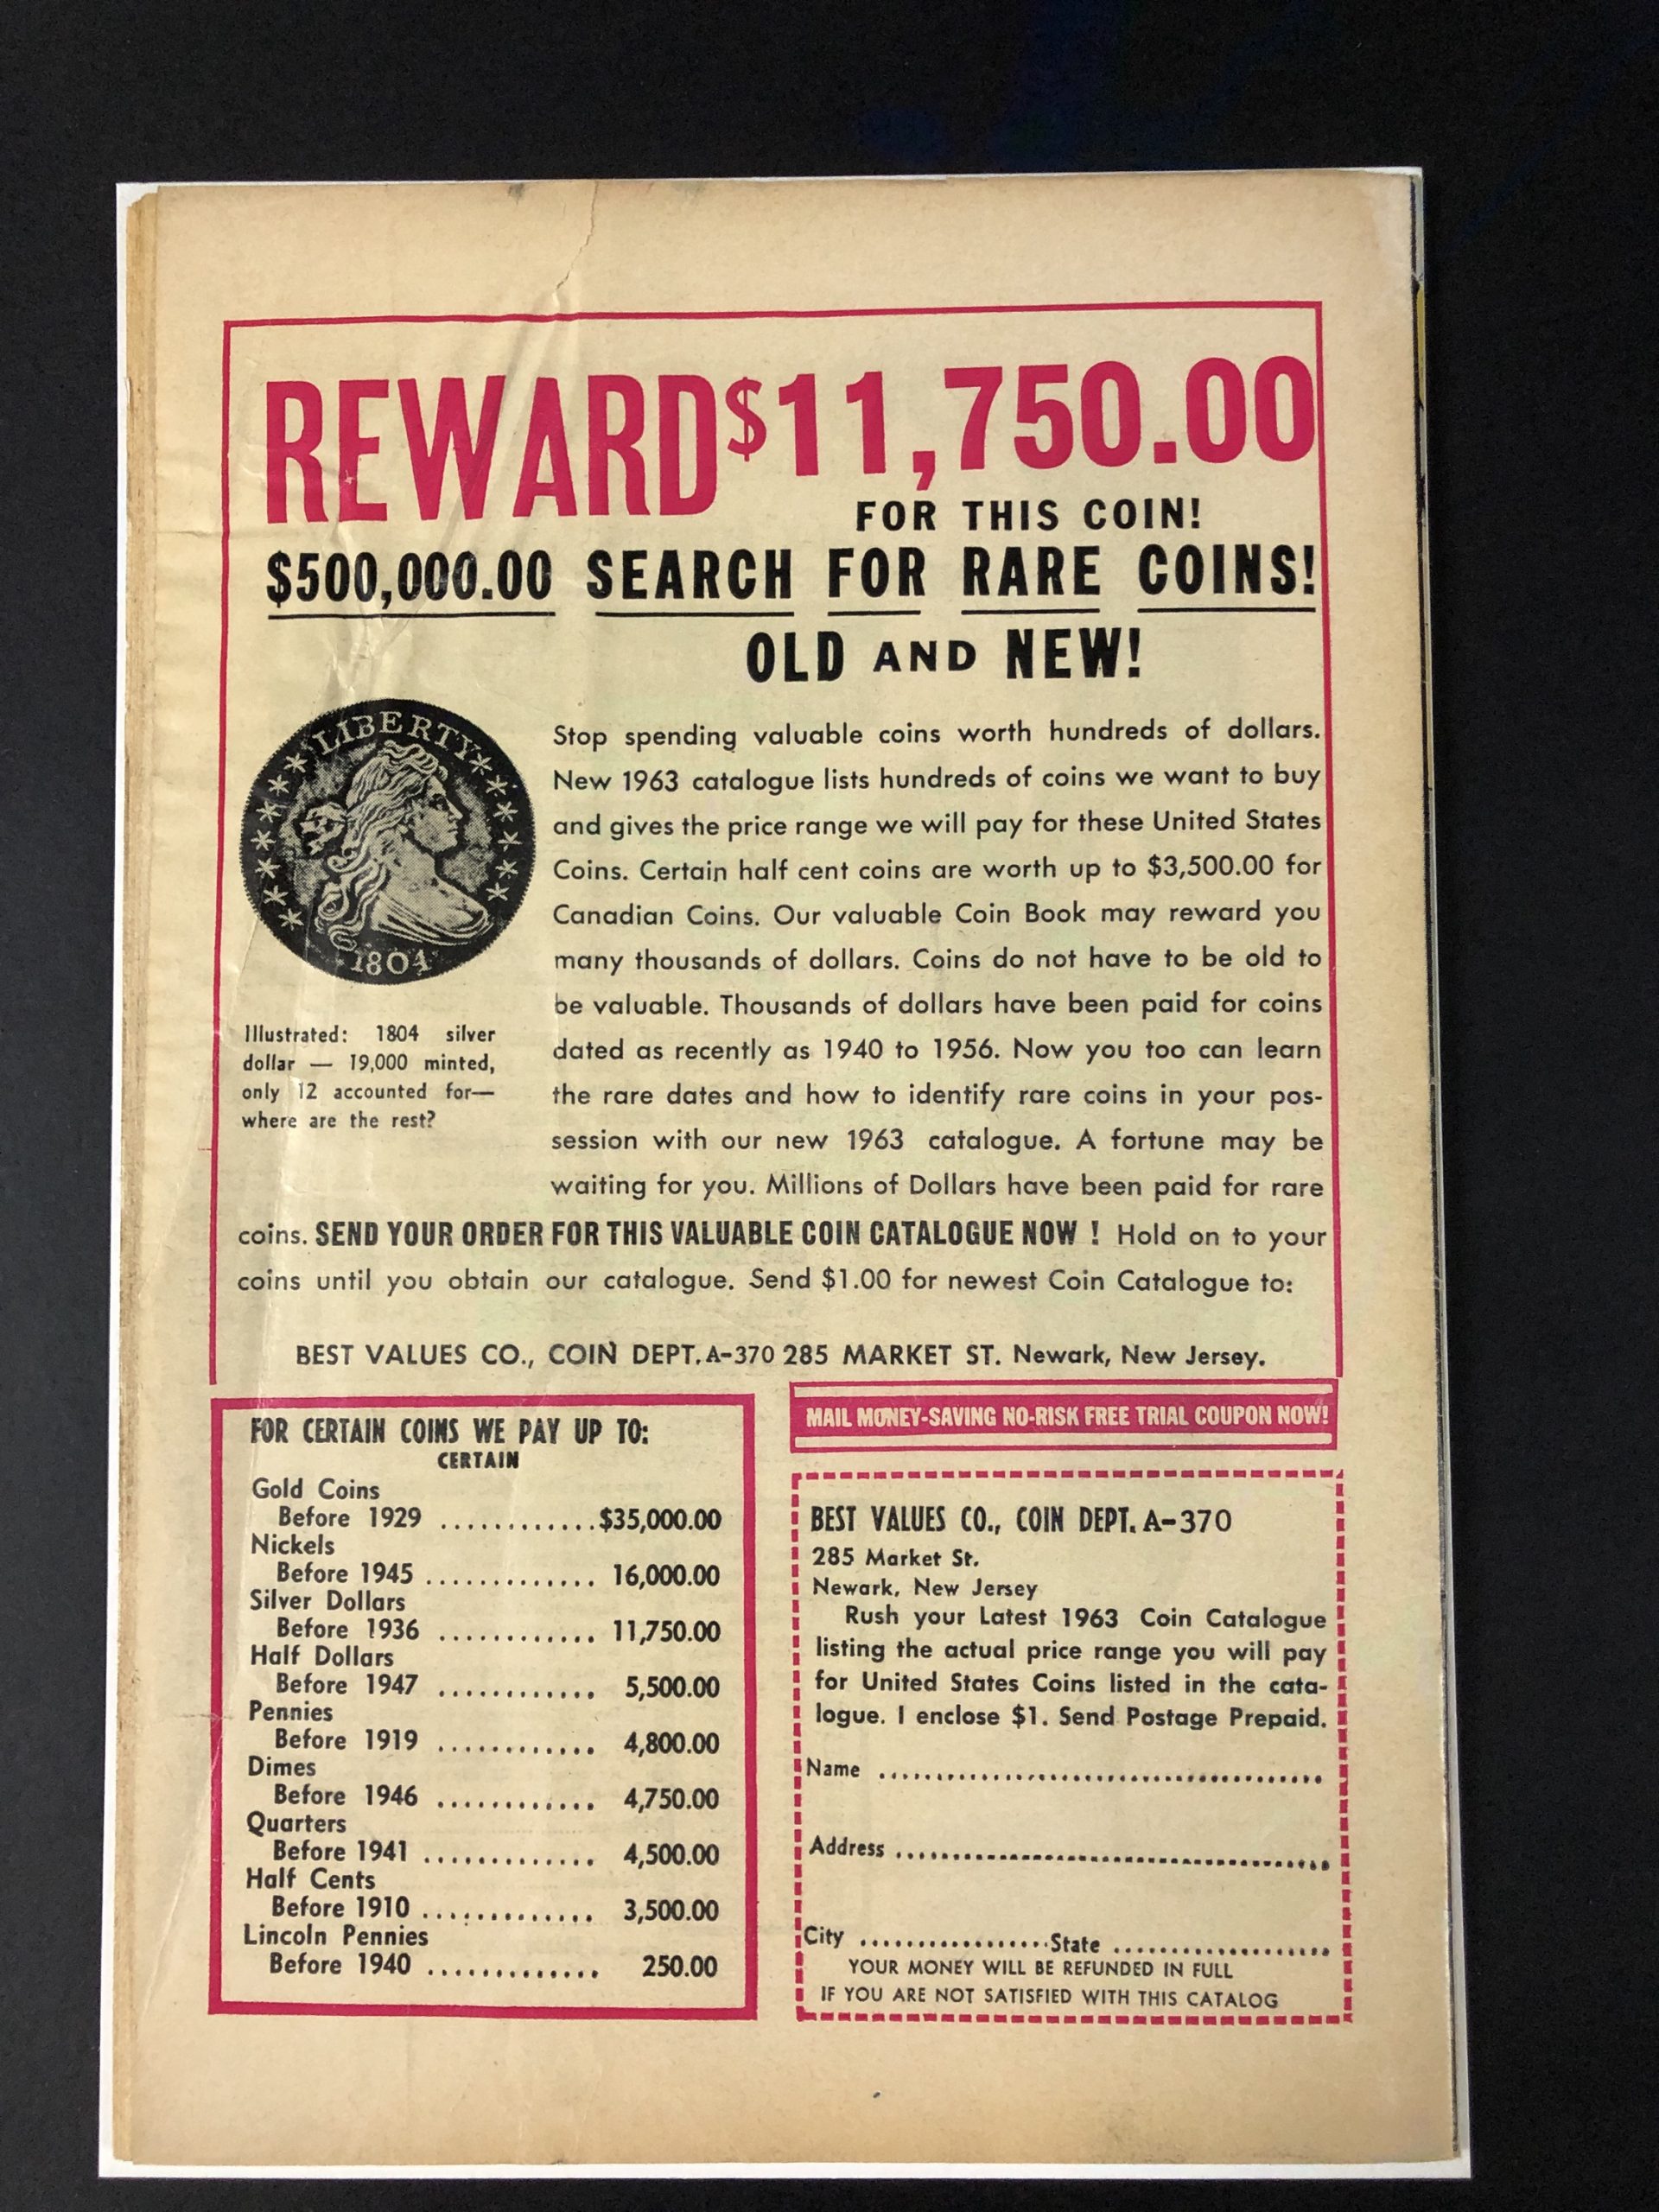 REWARD $11,750.00
FOR THIS COIN!
$500,000.00 SEARCH FOR RARE COINS!
OLD AND NEW!
LIBERTY
1804
Illustrated: 1804 silver
dollar — 19,000 minted,
only 12 accounted for—
where are the rest?
Stop spending valuable coins worth hundreds of dollars.
New 1963 catalogue lists hundreds of coins we want to buy
and gives the price range we will pay for these United States
Coins. Certain half cent coins are worth up to $3,500.00 for
Canadian Coins. Our valuable Coin Book may reward you
many thousands of dollars. Coins do not have to be old to
be valuable. Thousands of dollars have been paid for coins
dated as recently as 1940 to 1956. Now you too can learn
the rare dates and how to identify rare coins in your pos-
session with our new 1963 catalogue. A fortune may be
waiting for you. Millions of Dollars have been paid for rare
coins. SEND YOUR ORDER FOR THIS VALUABLE COIN CATALOGUE NOW ! Hold on to your
coins until you obtain our catalogue. Send $1.00 for newest Coin Catalogue to:
BEST VALUES CO., COIN DEPT. A-370 285 MARKET ST. Newark, New Jersey.
FOR CERTAIN COINS WE PAY UP TO:
CERTAIN
Gold Coins
Before 1929 ............$35,000.00
Nickels
Before 1945 ............. 16,000.00
Silver Dollars
Before 1936 ............ 11,750.00
Half Dollars
Before 1947 ............ 5,500.00
Pennies
Before 1919 ............ 4,800.00
Dimes
Before 1946 ............ 4,750.00
Quarters
Before 1941 ............. 4,500.00
Half Cents
Before 1910 ............. 3,500.00
Lincoln Pennies
Before 1940 ............. 250.00
MAIL MONEY-SAVING NO-RISK FREE TRIAL COUPON NOW!
BEST VALUES CO., COIN DEPT. A-370
285 Market St.
Newark, New Jersey
Rush your Latest 1963 Coin Catalogue
listing the actual price range you will pay
for United States Coins listed in the cata-
logue. I enclose $1. Send Postage Prepaid.
Name ........................................
Address ........................................
City .................State ....................
YOUR MONEY WILL BE REFUNDED IN FULL
IF YOU ARE NOT SATISFIED WITH THIS CATALOG